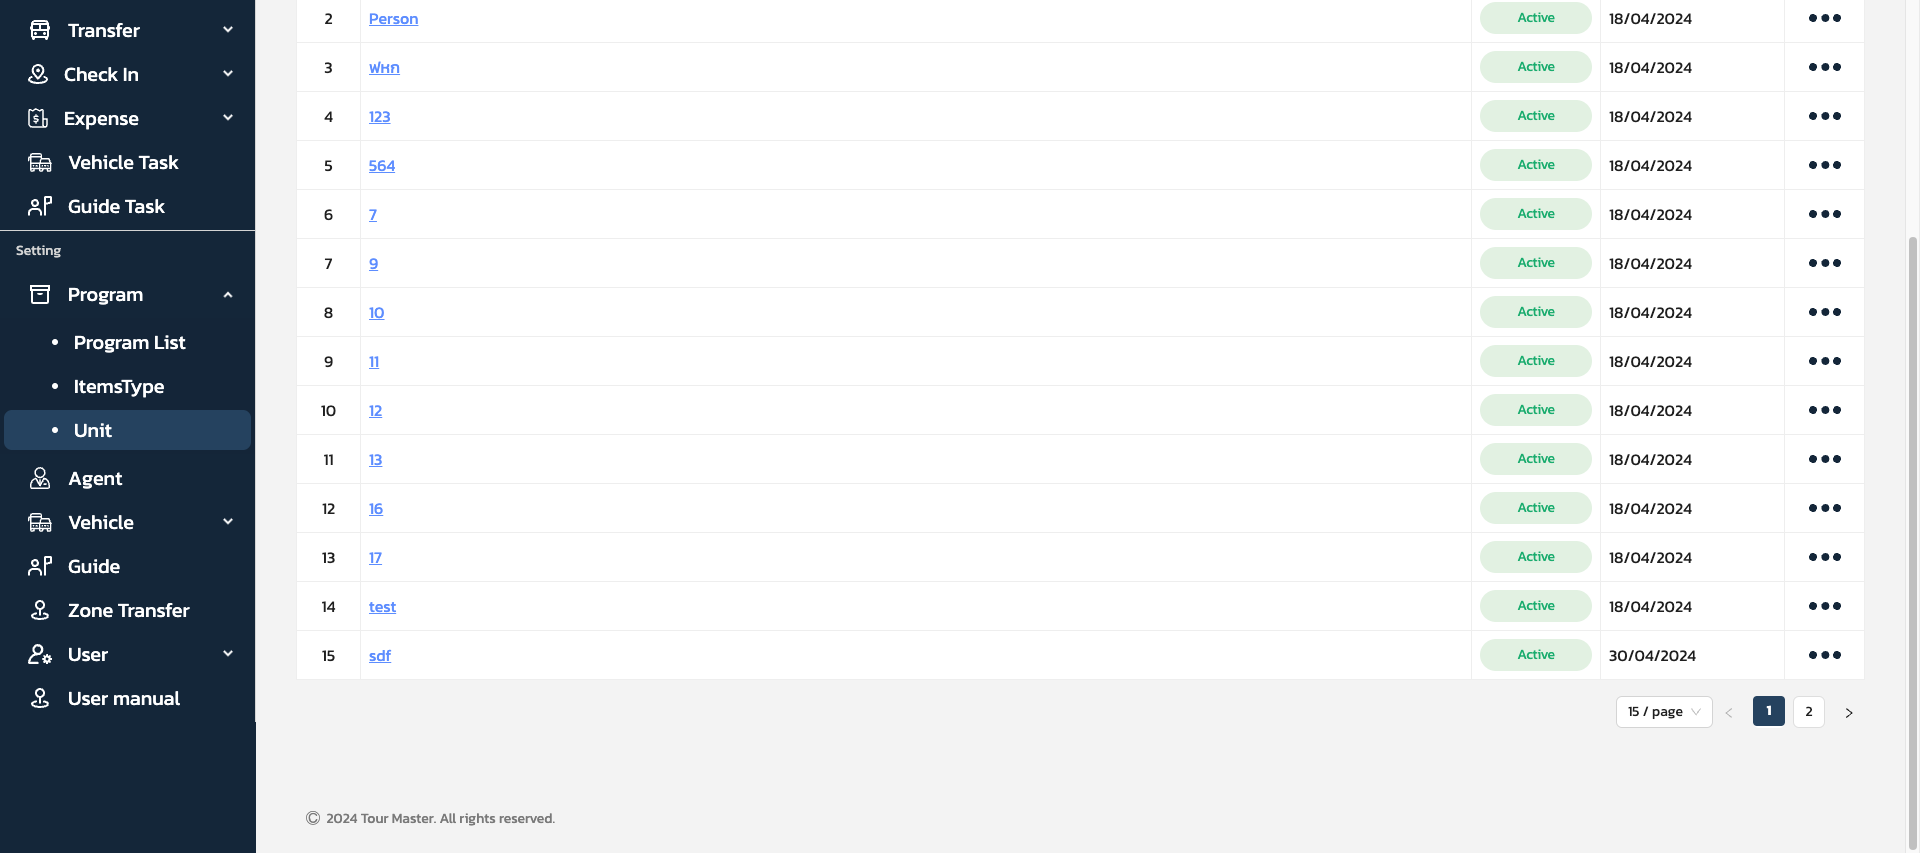 Transfer
Check In
Expense
Vehicle Task
Guide Task
Setting
Program
• Program List
• ItemsType
• Unit
Agent
Vehicle
Guide
Zone Transfer
User
User manual
2 Person Active 18/04/2024
3 ฟหก Active 18/04/2024
4 123 Active 18/04/2024
5 564 Active 18/04/2024
6 7 Active 18/04/2024
7 9 Active 18/04/2024
8 10 Active 18/04/2024
9 11 Active 18/04/2024
10 12 Active 18/04/2024
11 13 Active 18/04/2024
12 16 Active 18/04/2024
13 17 Active 18/04/2024
14 test Active 18/04/2024
15 sdf Active 30/04/2024
15 / page < 1 2 >
© 2024 Tour Master. All rights reserved.